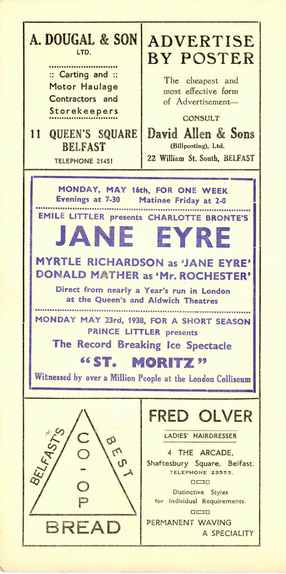 A. DOUGAL & SON
LTD.
:: Carting and ::
Motor Haulage
Contractors and
Storekeepers
11 QUEEN'S SQUARE
BELFAST
TELEPHONE 21451
ADVERTISE
BY POSTER
The cheapest and
most effective form
of Advertisement—
CONSULT
David Allen & Sons
(Billposting), Ltd.
22 William St. South, BELFAST
MONDAY, MAY 16th, FOR ONE WEEK
Evenings at 7-30 Matinee Friday at 2-0
EMILE LITTLER presents CHARLOTTE BRONTE'S
JANE EYRE
MYRTLE RICHARDSON as 'JANE EYRE'
DONALD MATHER as 'Mr. ROCHESTER'
Direct from nearly a Year's run in London
at the Queen's and Aldwich Theatres
MONDAY MAY 23rd, 1938, FOR A SHORT SEASON
PRINCE LITTLER presents
The Record Breaking Ice Spectacle
"ST. MORITZ"
Witnessed by over a Million People at the London Colliseum
BELFAST'S
BEST
CO-OP
BREAD
FRED OLVER
LADIES' HAIRDRESSER
4 THE ARCADE,
Shaftesbury Square, Belfast.
TELEPHONE 23553.
Distinctive Styles
for Individual Requirements.
PERMANENT WAVING
A SPECIALITY